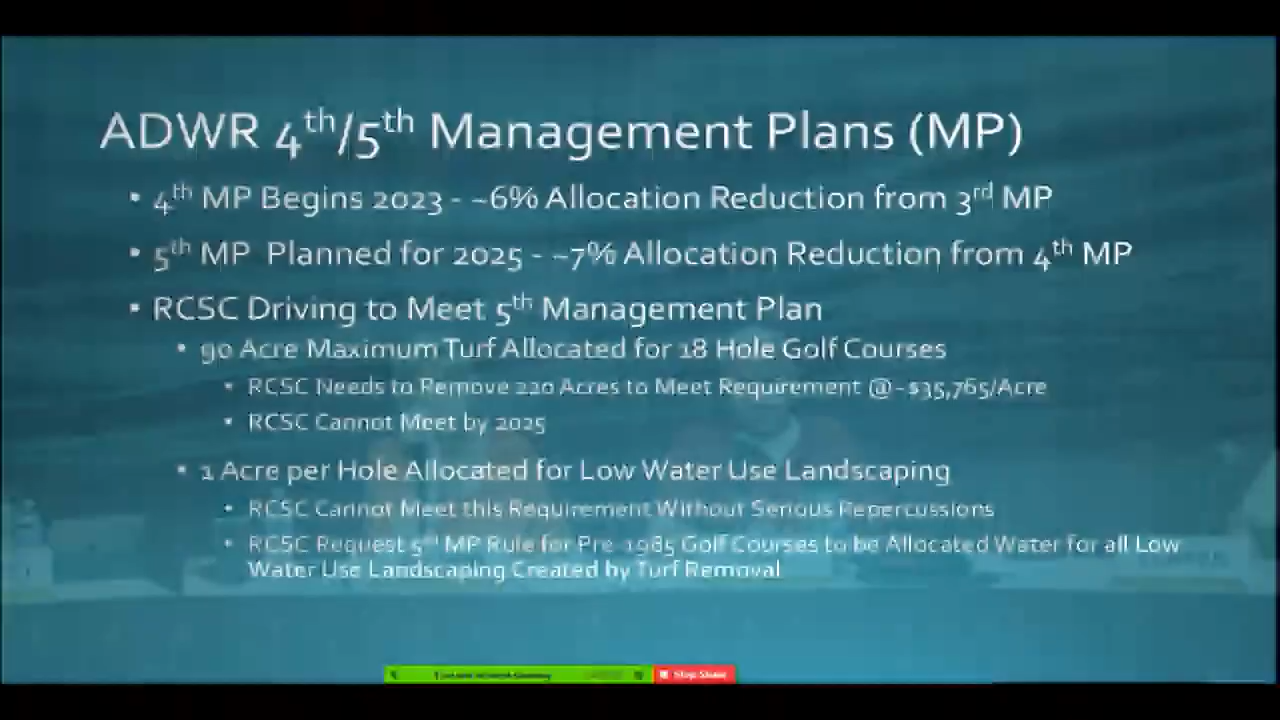 ADWR 4th/5th Management Plans (MP)
• 4th MP Begins 2023 - ~6% Allocation Reduction from 3rd MP
• 5th MP Planned for 2025 - ~7% Allocation Reduction from 4th MP
• RCSC Driving to Meet 5th Management Plan
• 90 Acre Maximum Turf Allocated for 18 Hole Golf Courses
• RCSC Needs to Remove 220 Acres to Meet Requirement @ ~$35,765/Acre
• RCSC Cannot Meet by 2025
• 1 Acre per Hole Allocated for Low Water Use Landscaping
• RCSC Cannot Meet this Requirement Without Serious Repercussions
• RCSC Request 5th MP Rule for Pre-1985 Golf Courses to be Allocated Water for all Low
Water Use Landscaping Created by Turf Removal
Stop Share